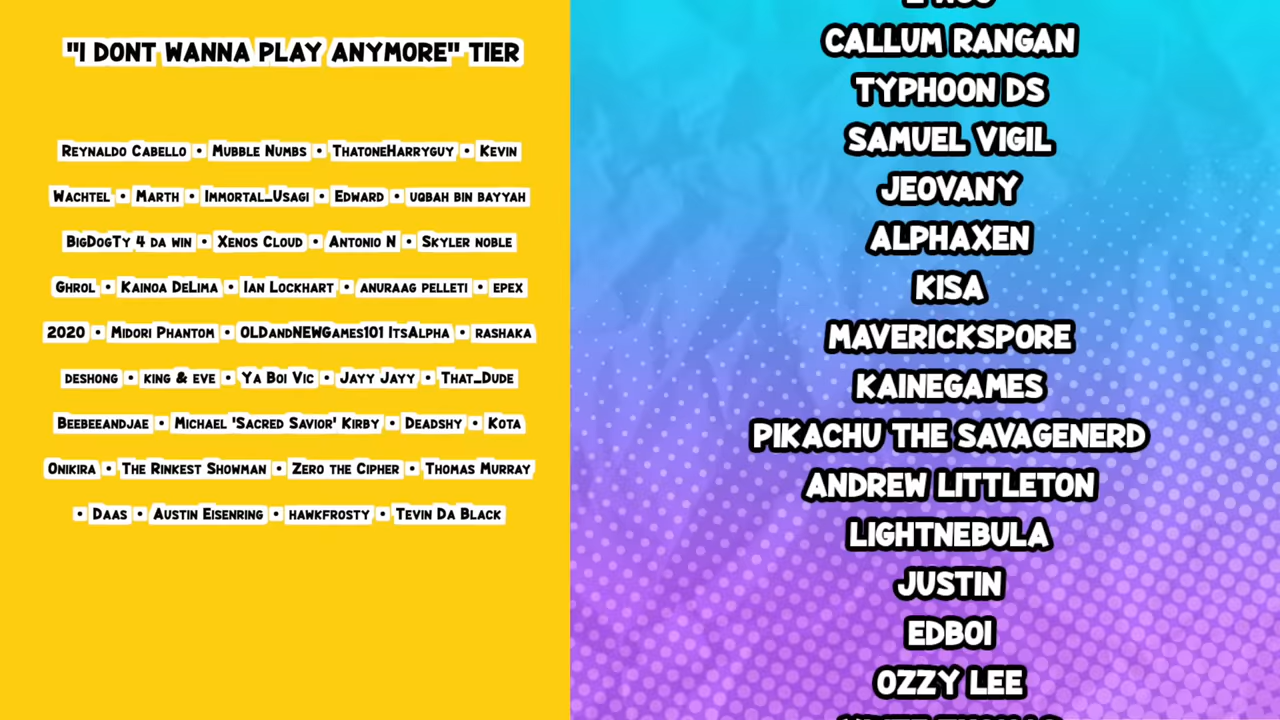 "I DONT WANNA PLAY ANYMORE" TIER
Reynaldo Cabello • Mubble Numbs • ThatoneHarryguy • Kevin
Wachtel • Marth • Immortal_Usagi • Edward • uqbah bin bayyah
BigDogTy 4 da win • Xenos Cloud • Antonio N • Skyler noble
Ghrol • Kainoa DeLima • Ian Lockhart • anuraag pelleti • epex
2020 • Midori Phantom • OLDandNEWGames101 ItsAlpha • rashaka
deshong • king & eve • Ya Boi Vic • Jayy Jayy • That_Dude
Beebeeandjae • Michael 'Sacred Savior' Kirby • Deadshy • Kota
Onikira • The Rinkest Showman • Zero the Cipher • Thomas Murray
• Daas • Austin Eisenring • hawkfrosty • Tevin Da Black
CALLUM RANGAN
TYPHOON DS
SAMUEL VIGIL
JEOVANY
ALPHAXEN
KISA
MAVERICKSPORE
KAINEGAMES
PIKACHU THE SAVAGENERD
ANDREW LITTLETON
LIGHTNEBULA
JUSTIN
EDBOI
OZZY LEE